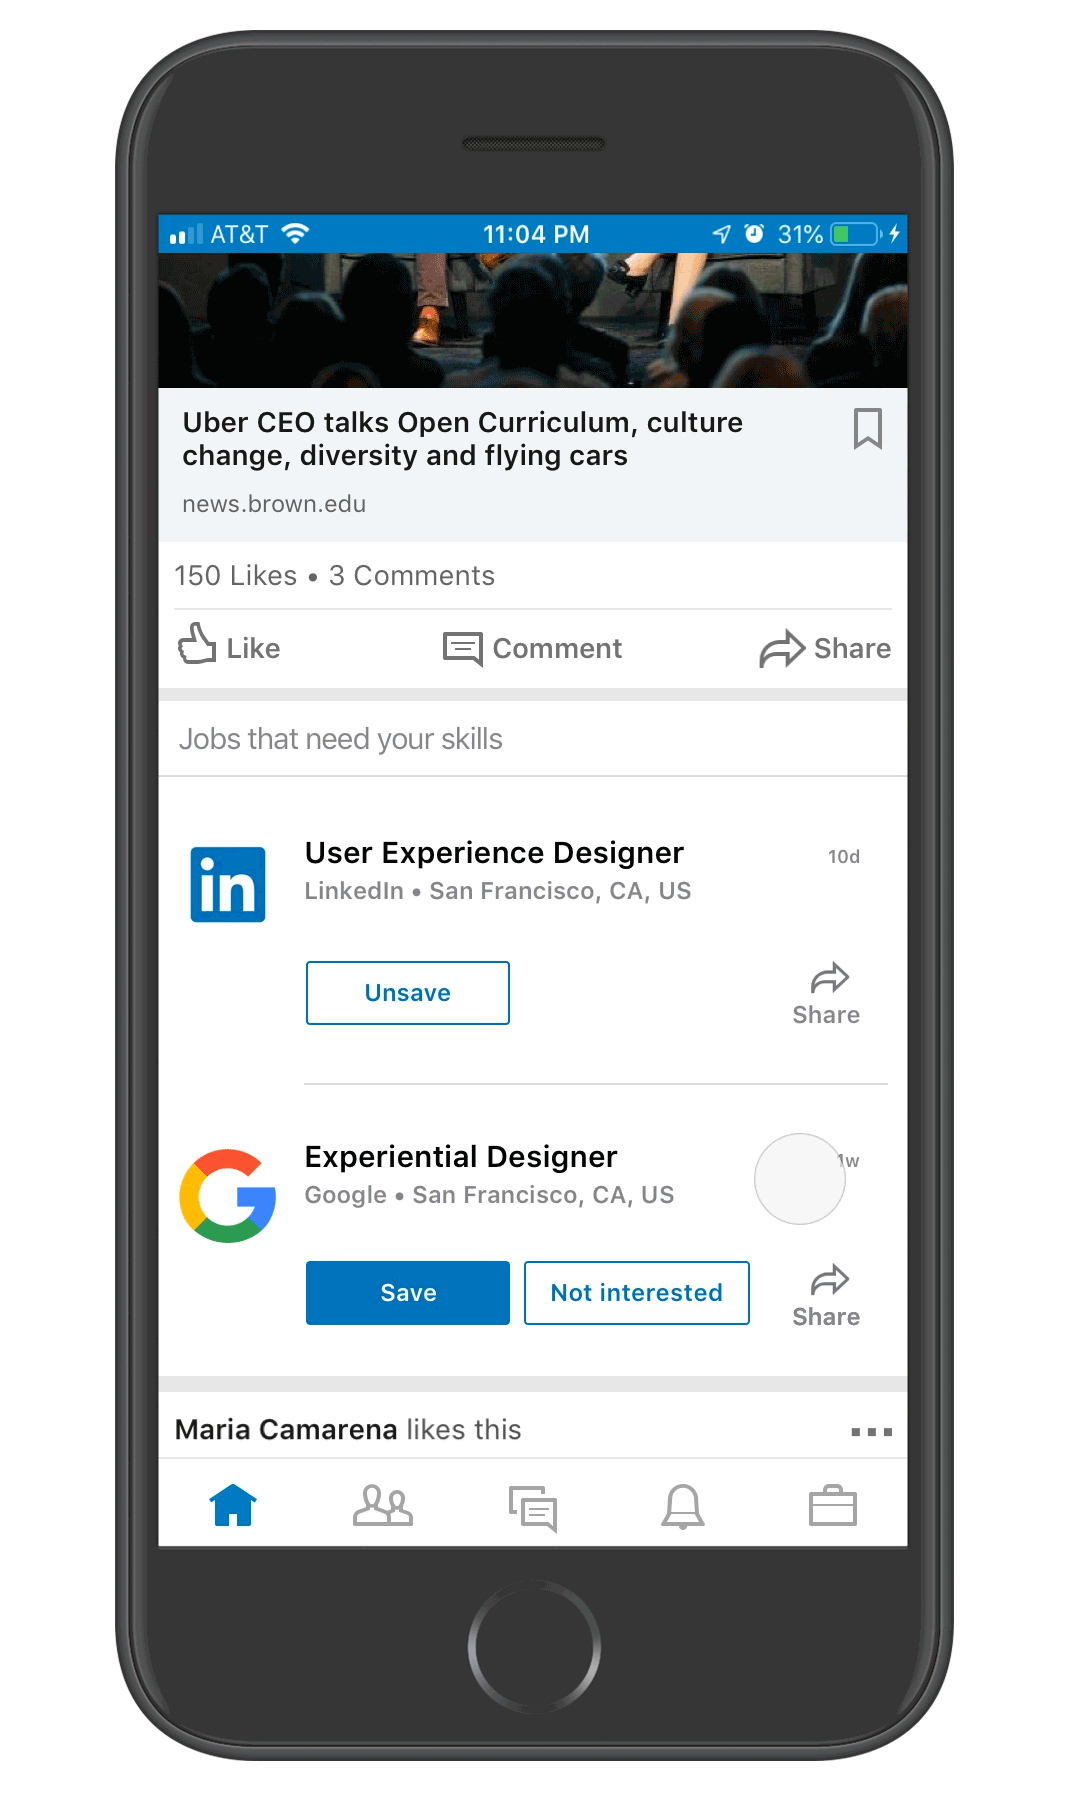 AT&T 11:04 PM 31%
Uber CEO talks Open Curriculum, culture
change, diversity and flying cars
news.brown.edu
150 Likes • 3 Comments
Like Comment Share
Jobs that need your skills
in
User Experience Designer 10d
LinkedIn • San Francisco, CA, US
Unsave Share
G
Experiential Designer 1w
Google • San Francisco, CA, US
Save Not interested Share
Maria Camarena likes this